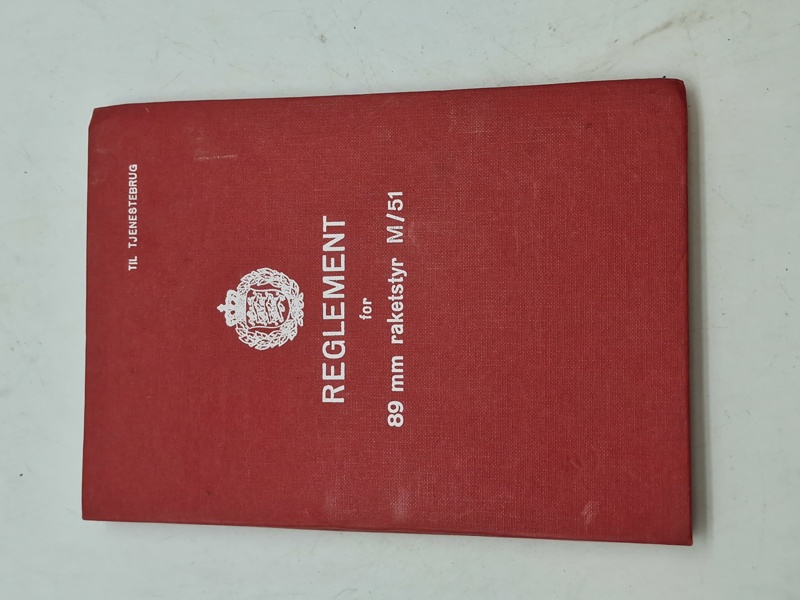 TIL TJENESTEBRUG
REGLEMENT
for
89 mm raketstyr M/51